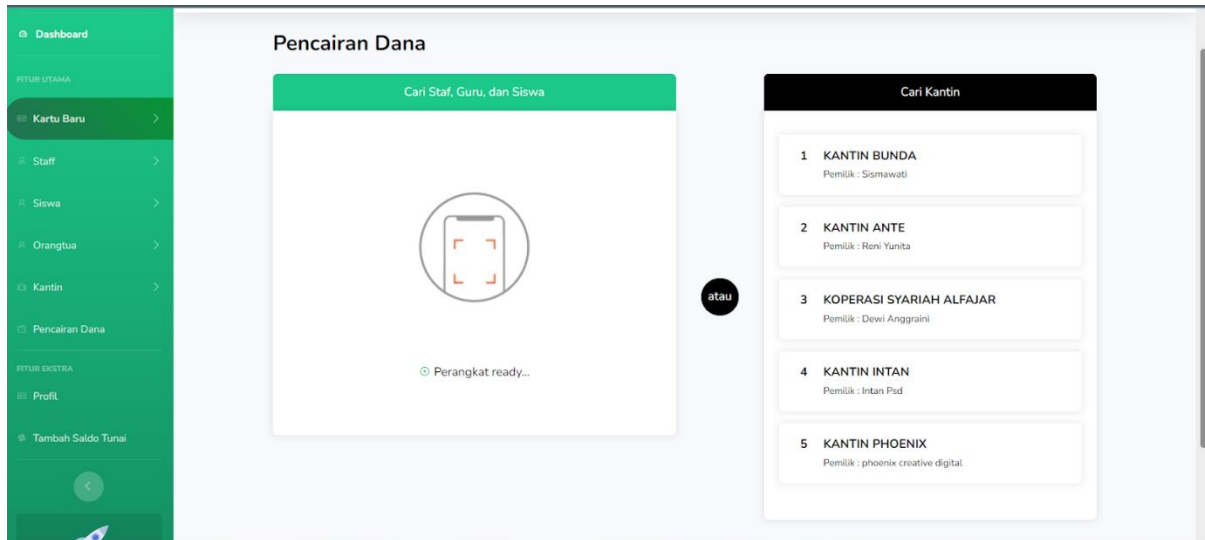 Dashboard
FITUR UTAMA
Kartu Baru
Staff
Siswa
Orangtua
Kantin
Pencairan Dana
FITUR EKSTRA
Profil
Tambah Saldo Tunai
Pencairan Dana
Cari Staf, Guru, dan Siswa
Perangkat ready...
atau
Cari Kantin
1 KANTIN BUNDA
Pemilik : Sismawati
2 KANTIN ANTE
Pemilik : Reni Yunita
3 KOPERASI SYARIAH ALFAJAR
Pemilik : Dewi Anggraini
4 KANTIN INTAN
Pemilik : Intan Psd
5 KANTIN PHOENIX
Pemilik : phoenix creative digital